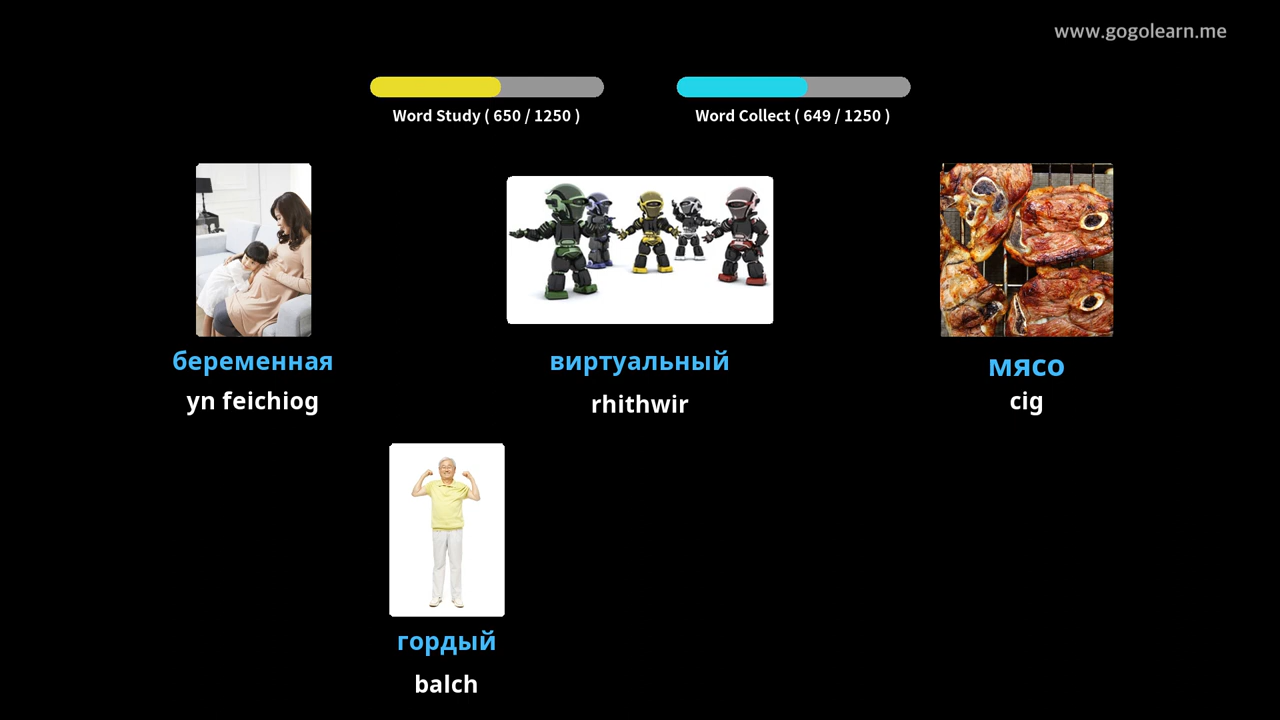 www.gogolearn.me
Word Study ( 650 / 1250 )
Word Collect ( 649 / 1250 )
беременная
yn feichiog
виртуальный
rhithwir
мясо
cig
гордый
balch